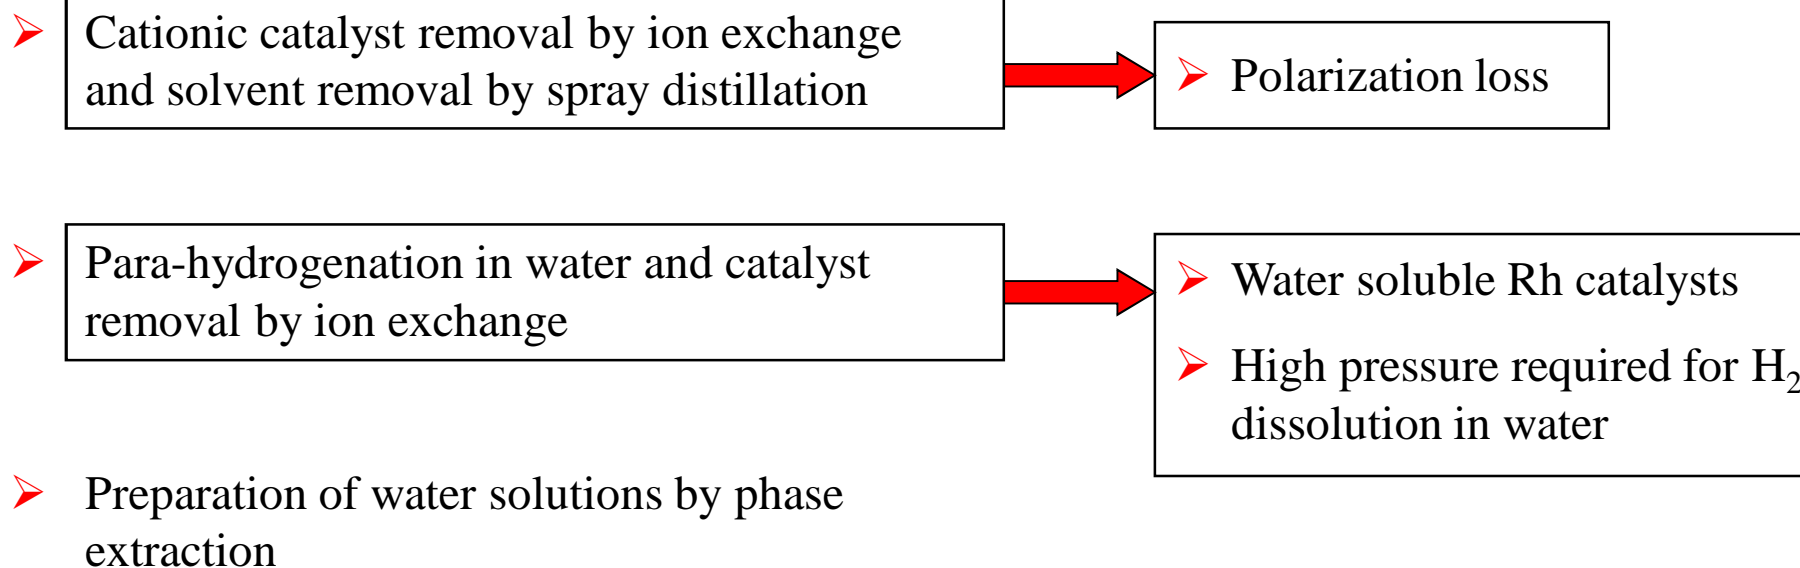 ➢ Cationic catalyst removal by ion exchange
and solvent removal by spray distillation
➢ Polarization loss
➢ Para-hydrogenation in water and catalyst
removal by ion exchange
➢ Water soluble Rh catalysts
➢ High pressure required for H₂
dissolution in water
➢ Preparation of water solutions by phase
extraction